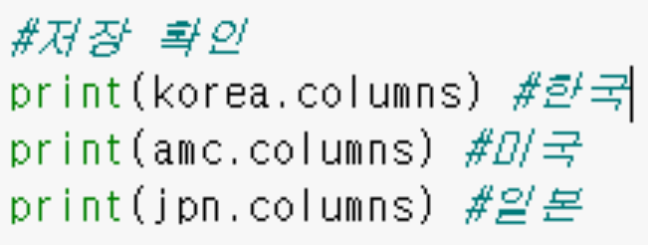 #저장 확인
print(korea.columns) #한국
print(amc.columns) #미국
print(jpn.columns) #일본